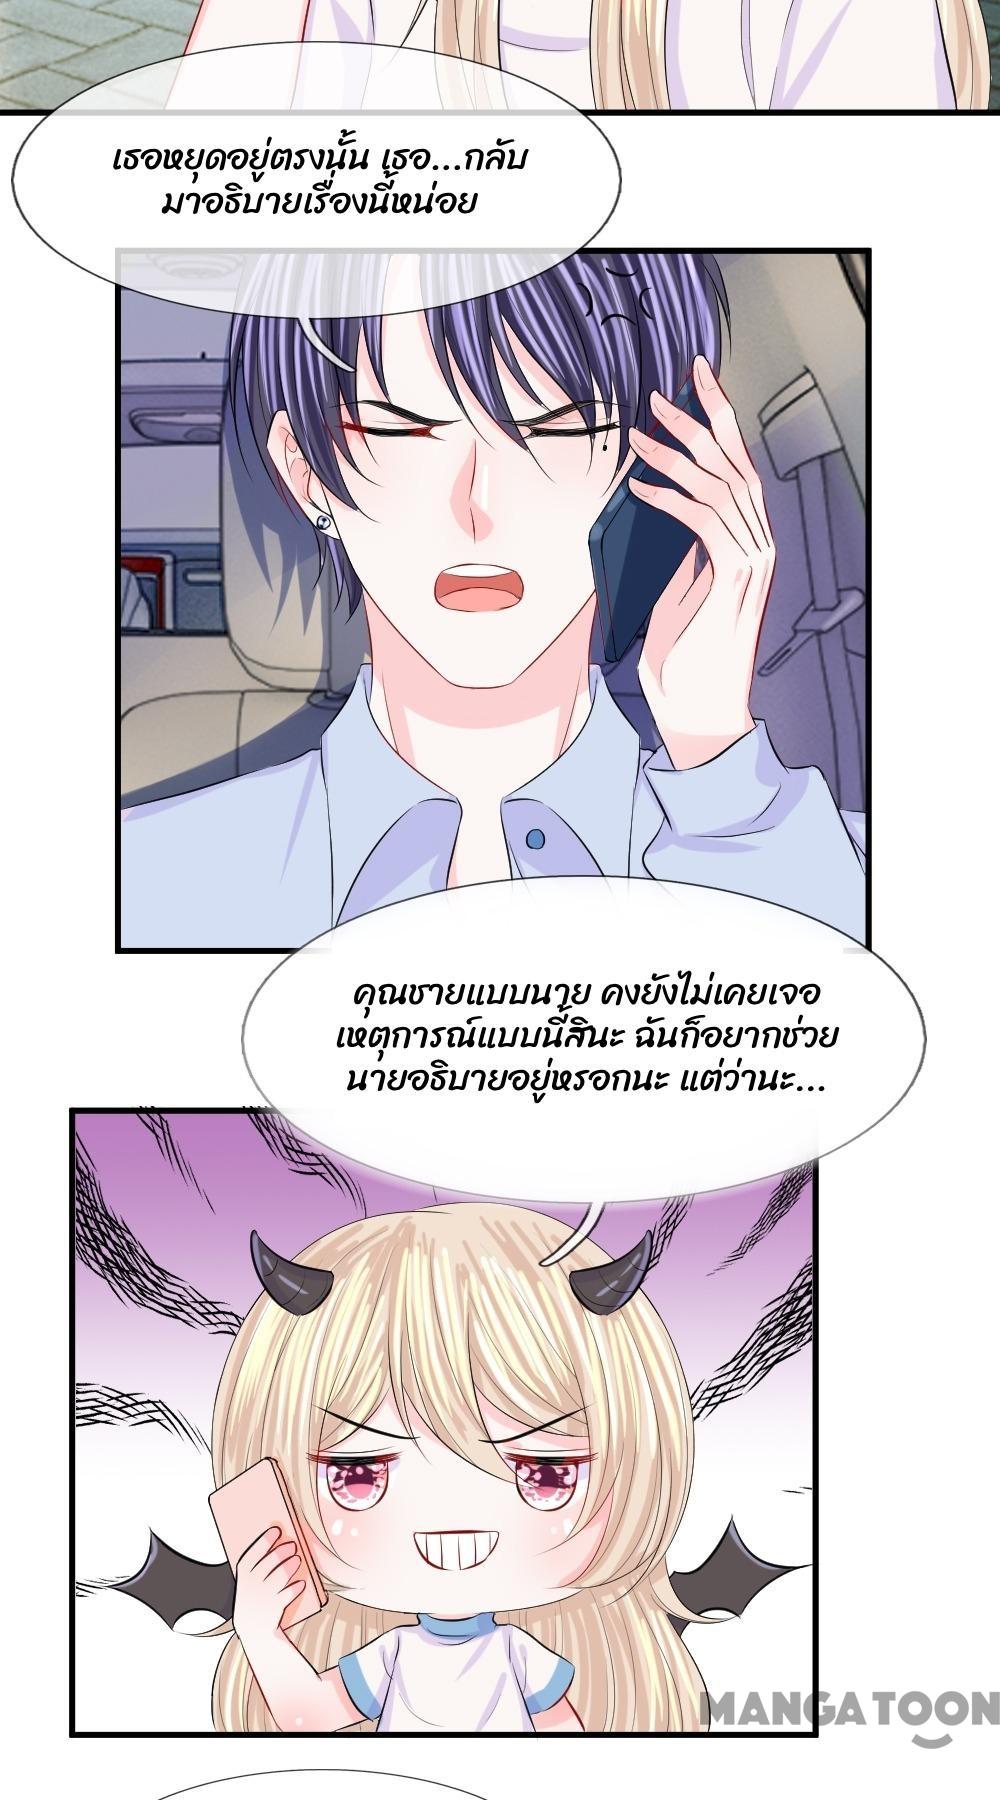 เธอหยุดอยู่ตรงนั้น เธอ...กลับ
มาอธิบายเรื่องนี้หน่อย
คุณชายแบบนาย คงยังไม่เคยเจอ
เหตุการณ์แบบนี้สินะ ฉันก็อยากช่วย
นายอธิบายอยู่หรอกนะ แต่ว่านะ...
MANGATOON